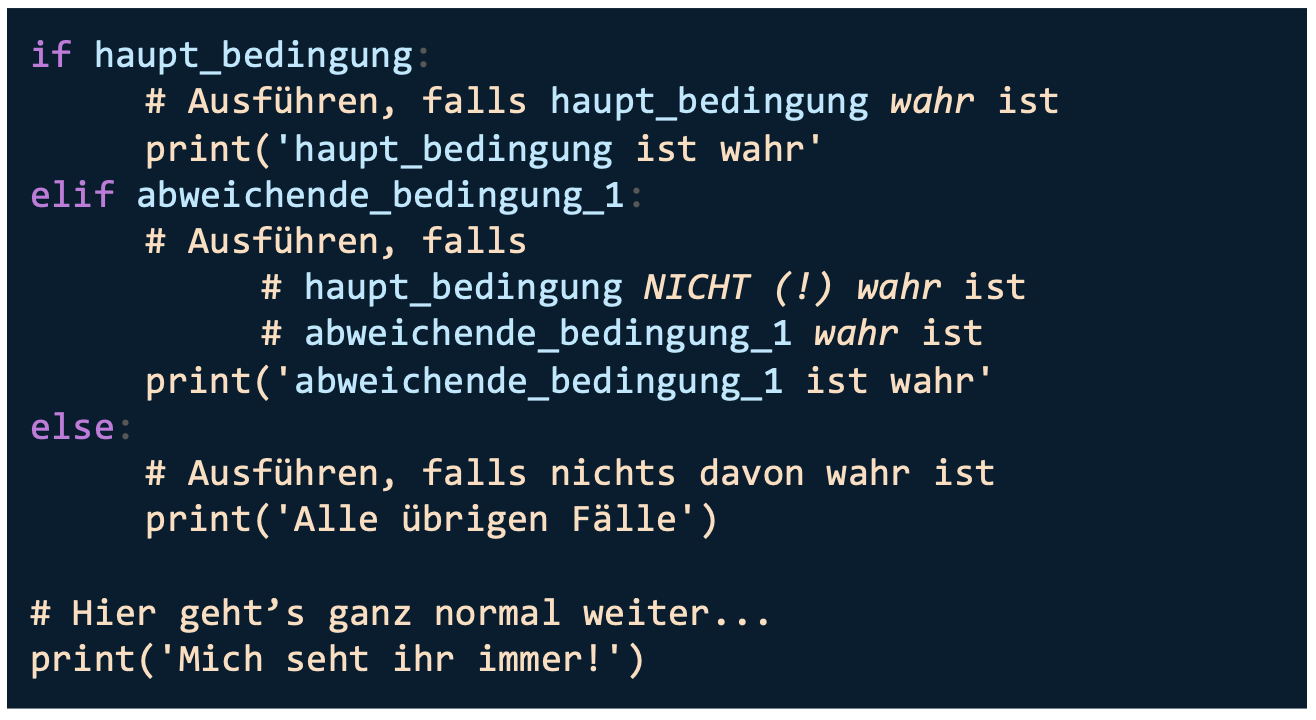 if haupt_bedingung:
# Ausführen, falls haupt_bedingung wahr ist
print('haupt_bedingung ist wahr'
elif abweichende_bedingung_1:
# Ausführen, falls
# haupt_bedingung NICHT (!) wahr ist
# abweichende_bedingung_1 wahr ist
print('abweichende_bedingung_1 ist wahr'
else:
# Ausführen, falls nichts davon wahr ist
print('Alle übrigen Fälle')
# Hier geht’s ganz normal weiter...
print('Mich seht ihr immer!')